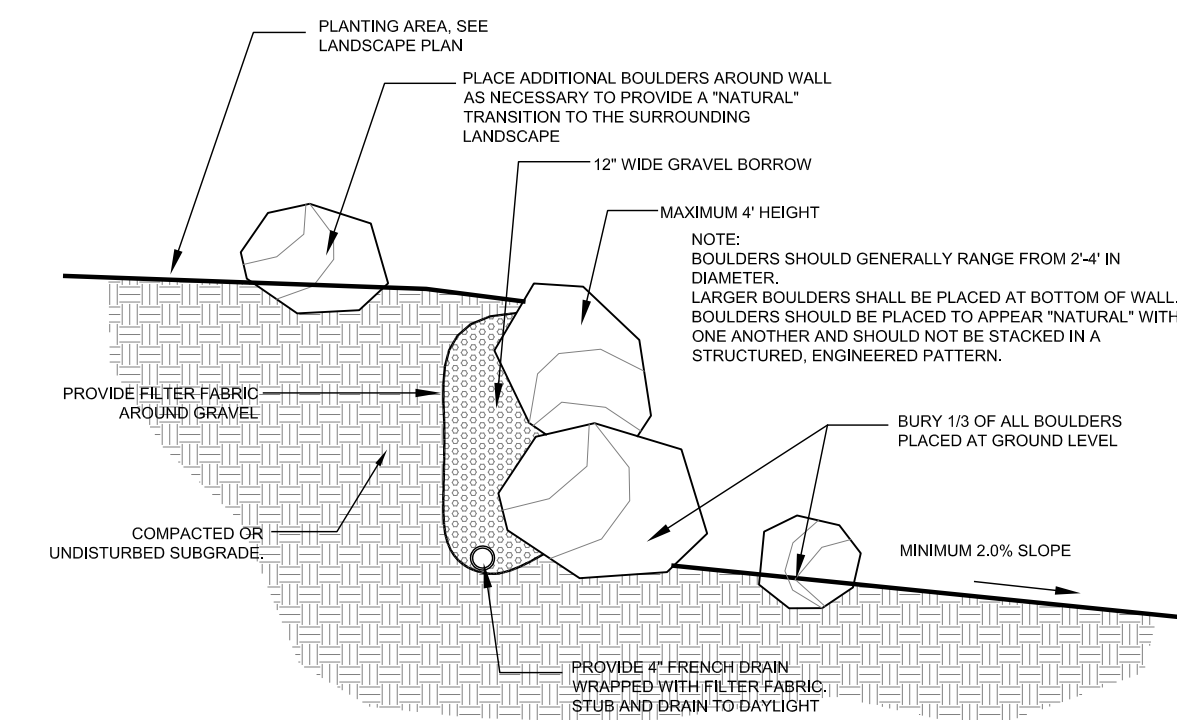 PLANTING AREA, SEE
LANDSCAPE PLAN
PLACE ADDITIONAL BOULDERS AROUND WALL
AS NECESSARY TO PROVIDE A "NATURAL"
TRANSITION TO THE SURROUNDING
LANDSCAPE
12" WIDE GRAVEL BORROW
MAXIMUM 4' HEIGHT
NOTE:
BOULDERS SHOULD GENERALLY RANGE FROM 2'-4' IN
DIAMETER.
LARGER BOULDERS SHALL BE PLACED AT BOTTOM OF WALL.
BOULDERS SHOULD BE PLACED TO APPEAR "NATURAL" WITH
ONE ANOTHER AND SHOULD NOT BE STACKED IN A
STRUCTURED, ENGINEERED PATTERN.
PROVIDE FILTER FABRIC
AROUND GRAVEL
BURY 1/3 OF ALL BOULDERS
PLACED AT GROUND LEVEL
COMPACTED OR
UNDISTURBED SUBGRADE.
MINIMUM 2.0% SLOPE
PROVIDE 4" FRENCH DRAIN
WRAPPED WITH FILTER FABRIC.
STUB AND DRAIN TO DAYLIGHT